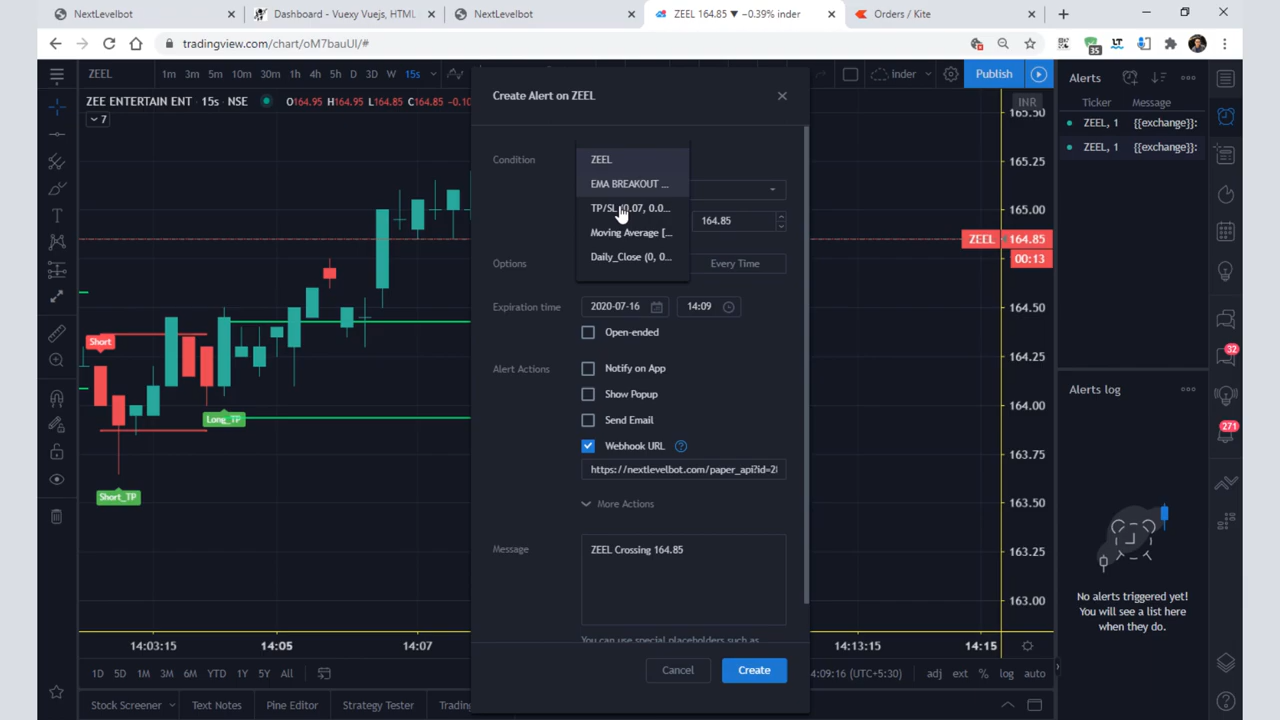 NextLevelbot
Dashboard - Vuexy Vuejs, HTML
NextLevelbot
ZEEL 164.85 ▼ −0.39% inder
Orders / Kite
tradingview.com/chart/oM7bauUI/#
35
ZEEL
1m 3m 5m 10m 30m 1h 4h 5h D 3D W 15s
inder
Publish
Alerts
ZEE ENTERTAIN ENT • 15s • NSE
O164.95 H164.95 L164.85 C164.85 −0.10
7
Create Alert on ZEEL
INR
Ticker Message
ZEEL, 1 {{exchange}}:
ZEEL, 1 {{exchange}}:
Condition
ZEEL
EMA BREAKOUT ...
TP/SL (0.07, 0.0...
Moving Average [...
Daily_Close (0, 0...
164.85
Options
Every Time
Expiration time
2020-07-16
14:09
Open-ended
Alert Actions
Notify on App
Show Popup
Send Email
Webhook URL
https://nextlevelbot.com/paper_api?id=2l
More Actions
Message
ZEEL Crossing 164.85
You can use special placeholders such as
Cancel
Create
165.50
165.25
165.00
ZEEL 164.85
00:13
164.50
164.25
164.00
163.75
163.50
163.25
163.00
Short
Long_TP
Short_TP
14:03:15
14:05
14:07
14:13:15
14:15
Alerts log
No alerts triggered yet!
You will see a list here
when they do.
32
271
1D 5D 1M 3M 6M YTD 1Y 5Y All
14:09:16 (UTC+5:30)
adj ext % log auto
Stock Screener
Text Notes
Pine Editor
Strategy Tester
Trading